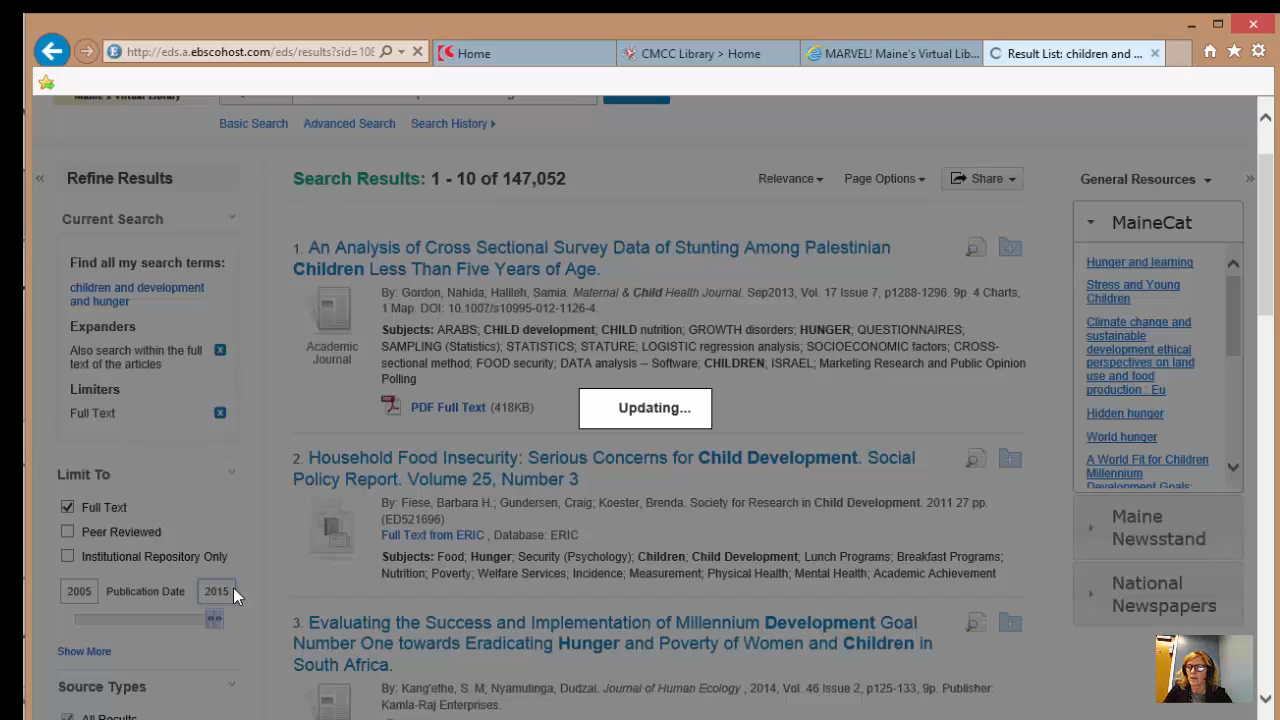 http://eds.a.ebscohost.com/eds/results?sid=106
Home
CMCC Library > Home
MARVEL! Maine's Virtual Lib...
Result List: children and ...
Maine's Virtual Library
Basic Search
Advanced Search
Search History
Refine Results
Search Results: 1 - 10 of 147,052
Relevance
Page Options
Share
General Resources
Current Search
Find all my search terms:
children and development
and hunger
Expanders
Also search within the full
text of the articles
Limiters
Full Text
Limit To
Full Text
Peer Reviewed
Institutional Repository Only
2005
Publication Date
2015
Show More
Source Types
All Results
1. An Analysis of Cross Sectional Survey Data of Stunting Among Palestinian
Children Less Than Five Years of Age.
Academic
Journal
By: Gordon, Nahida; Halileh, Samia. Maternal & Child Health Journal. Sep2013, Vol. 17 Issue 7, p1288-1296. 9p. 4 Charts,
1 Map. DOI: 10.1007/s10995-012-1126-4.
Subjects: ARABS; CHILD development; CHILD nutrition; GROWTH disorders; HUNGER; QUESTIONNAIRES;
SAMPLING (Statistics); STATISTICS; STATURE; LOGISTIC regression analysis; SOCIOECONOMIC factors; CROSS-
sectional method; FOOD security; DATA analysis -- Software; CHILDREN; ISRAEL; Marketing Research and Public Opinion
Polling
PDF Full Text (418KB)
Updating...
2. Household Food Insecurity: Serious Concerns for Child Development. Social
Policy Report. Volume 25, Number 3
By: Fiese, Barbara H.; Gundersen, Craig; Koester, Brenda. Society for Research in Child Development. 2011 27 pp.
(ED521696)
Full Text from ERIC , Database: ERIC
Subjects: Food; Hunger; Security (Psychology); Children; Child Development; Lunch Programs; Breakfast Programs;
Nutrition; Poverty; Welfare Services; Incidence; Measurement; Physical Health; Mental Health; Academic Achievement
3. Evaluating the Success and Implementation of Millennium Development Goal
Number One towards Eradicating Hunger and Poverty of Women and Children in
South Africa.
By: Kang'ethe, S. M; Nyamutinga, Dudzai. Journal of Human Ecology , 2014, Vol. 46 Issue 2, p125-133, 9p. Publisher:
Kamla-Raj Enterprises.
MaineCat
Hunger and learning
Stress and Young
Children
Climate change and
sustainable
development ethical
perspectives on land
use and food
production : Eu
Hidden hunger
World hunger
A World Fit for Children
Millennium
Development Goals;
Maine
Newsstand
National
Newspapers